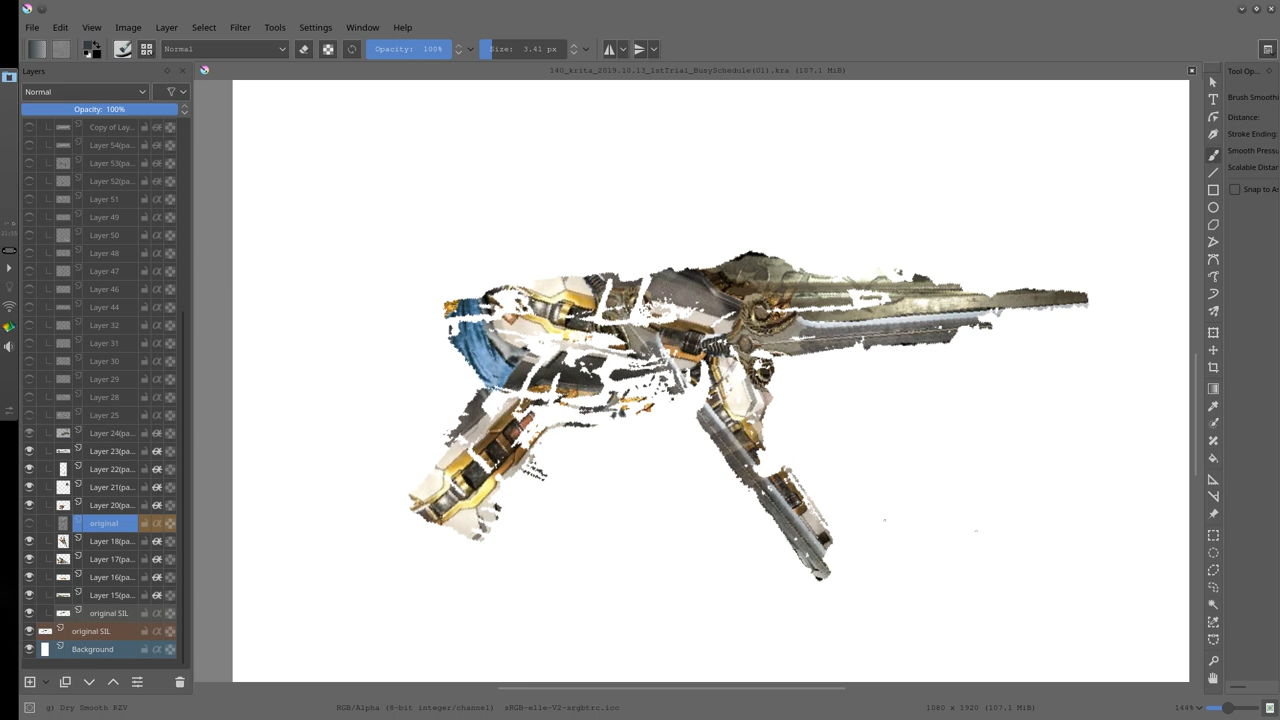 File Edit View Image Layer Select Filter Tools Settings Window Help
Normal Opacity: 100% Size: 3.41 px
Layers
140_krita_2019.10.13_1stTrial_BusySchedule(01).kra (107.1 MiB)
Tool Op...
Normal
Opacity: 100%
Brush Smoothi
Distance:
Stroke Ending:
Smooth Pressu
Scalable Distan
Snap to As
Copy of Lay...
Layer 54(pa...
Layer 53(pa...
Layer 52(pa...
Layer 51
Layer 49
Layer 50
Layer 48
Layer 47
Layer 46
Layer 44
Layer 32
Layer 31
Layer 30
Layer 29
Layer 28
Layer 25
Layer 24(pa...
Layer 23(pa...
Layer 22(pa...
Layer 21(pa...
Layer 20(pa...
original
Layer 18(pa...
Layer 17(pa...
Layer 16(pa...
Layer 15(pa...
original SIL
original SIL
Background
g) Dry Smooth RZV RGB/Alpha (8-bit integer/channel) sRGB-elle-V2-srgbtrc.icc 1080 x 1920 (107.1 MiB) 144%